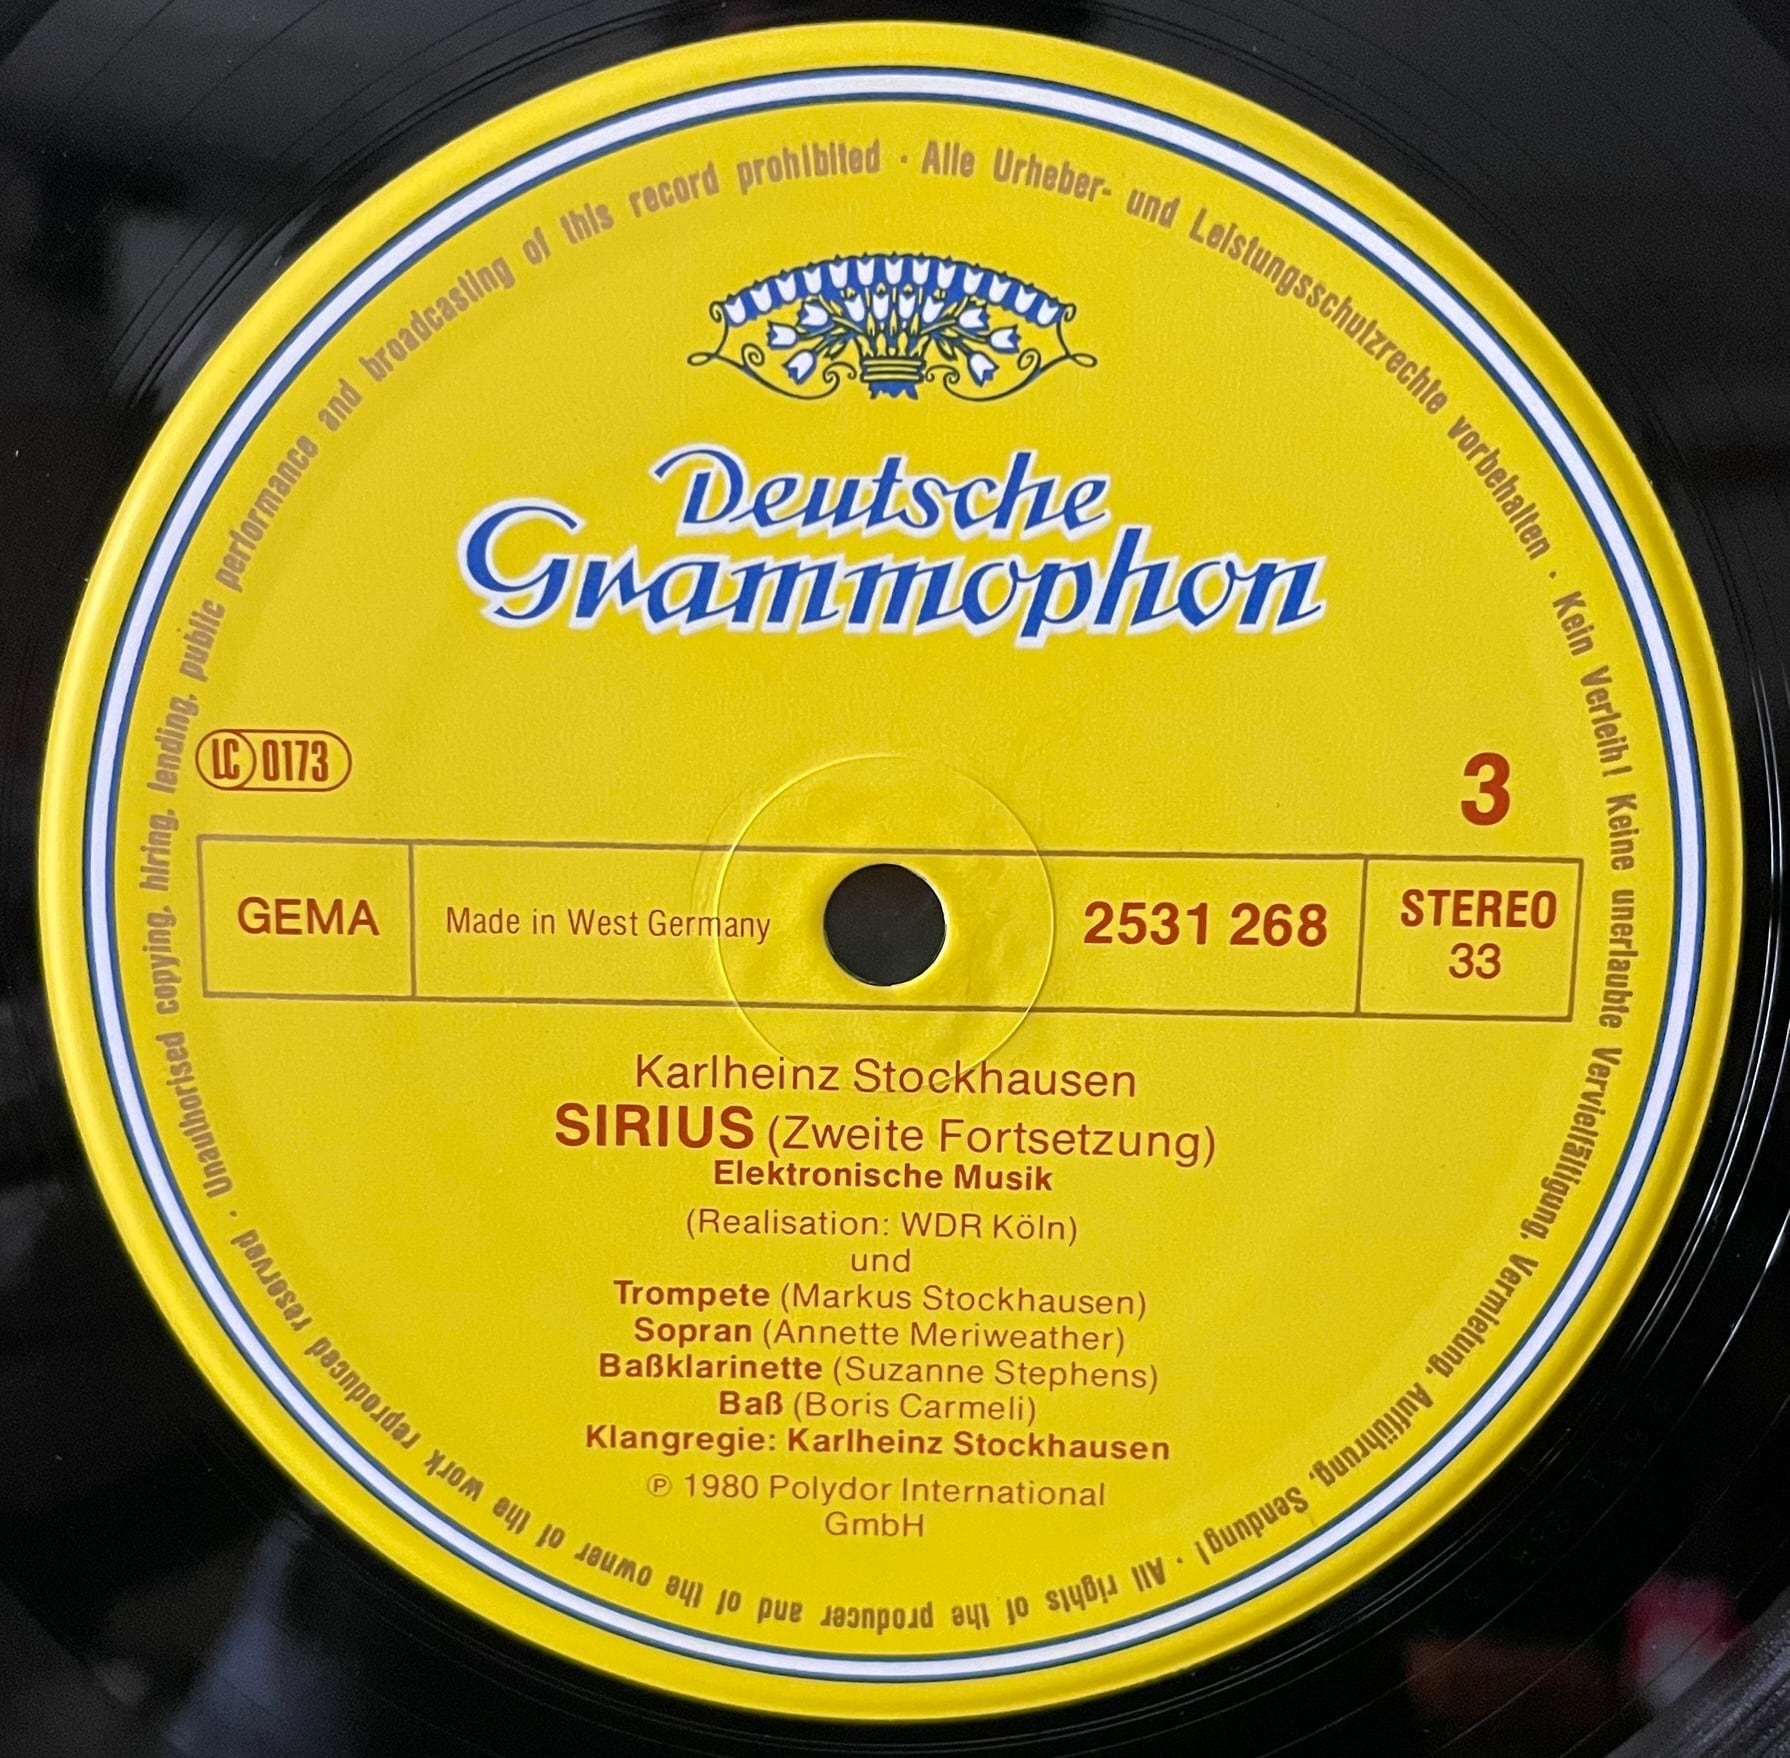 Alle Urheber- und Leistungsschutzrechte vorbehalten · Kein Verleih! Keine unerlaubte Vervielfältigung, Vermietung, Aufführung, Sendung! · All rights of the producer and of the owner of the work reproduced reserved · Unauthorised copying, hiring, lending, public performance and broadcasting of this record prohibited ·
Deutsche
Grammophon
LC 0173
3
GEMA
Made in West Germany
2531 268
STEREO
33
Karlheinz Stockhausen
SIRIUS (Zweite Fortsetzung)
Elektronische Musik
(Realisation: WDR Köln)
und
Trompete (Markus Stockhausen)
Sopran (Annette Meriweather)
Baßklarinette (Suzanne Stephens)
Baß (Boris Carmeli)
Klangregie: Karlheinz Stockhausen
℗ 1980 Polydor International
GmbH